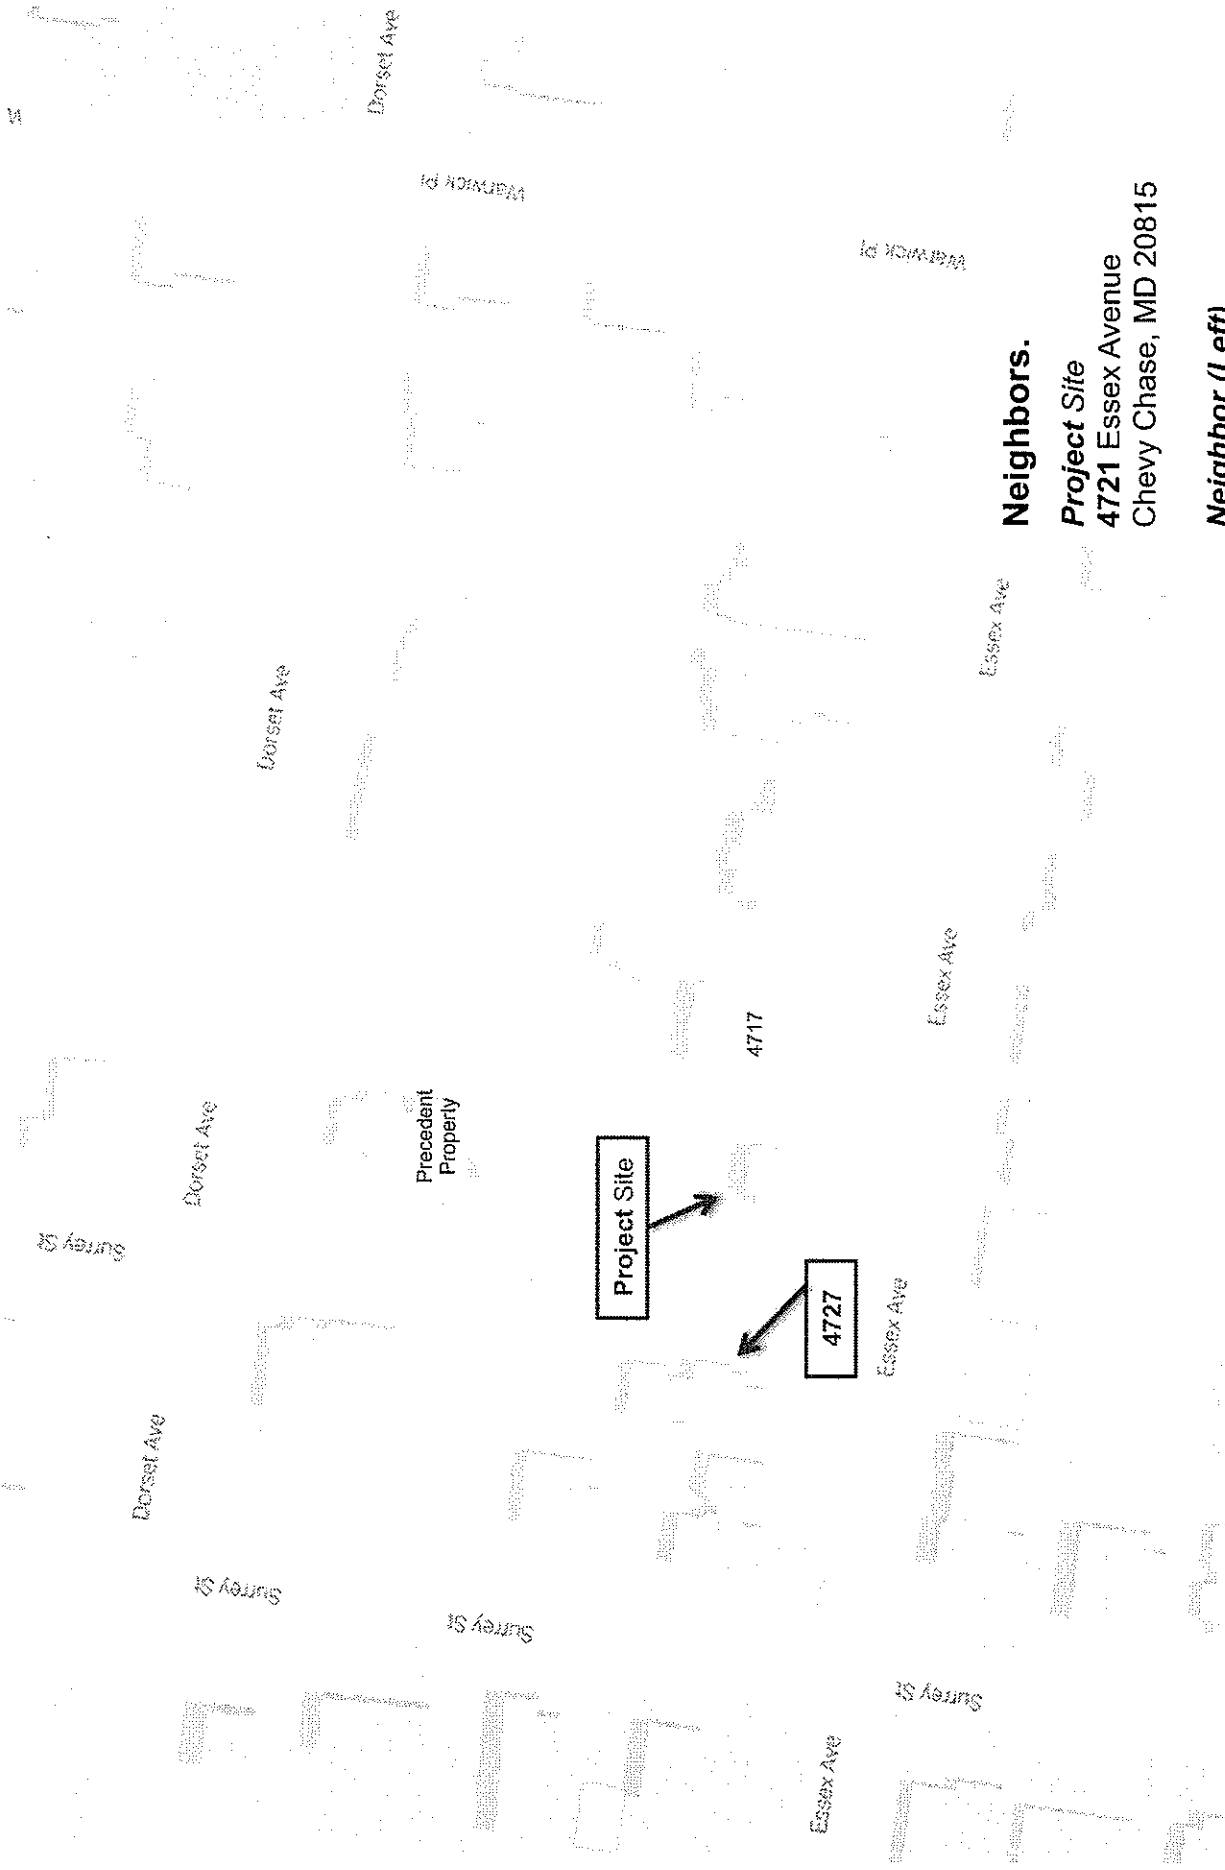 Surrey St
Dorset Ave
Dorset Ave
Surrey St
Dorset Ave
Dorset Ave
Precedent
Property
Warwick Pl
Surrey St
Project Site
4717
Essex Ave
4727
Essex Ave
Warwick Pl
Surrey St
Essex Ave
Essex Ave
Neighbors.
Project Site
4721 Essex Avenue
Chevy Chase, MD 20815
Neighbor (Left)